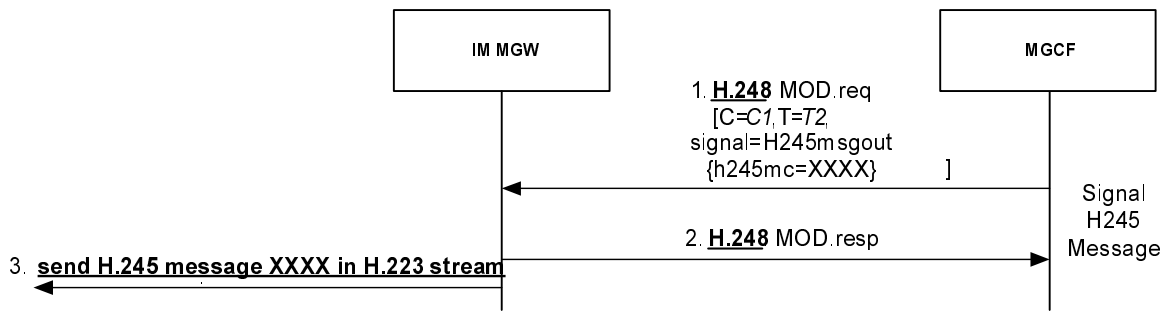 IM MGW
MGCF
1. H.248 MOD.req
[C=C1,T=T2,
signal=H245msgout
{h245mc=XXXX} ]
Signal
H245
Message
2. H.248 MOD.resp
3. send H.245 message XXXX in H.223 stream